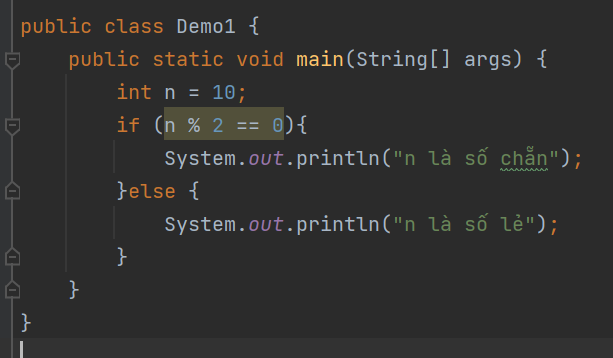 public class Demo1 {
    public static void main(String[] args) {
        int n = 10;
        if (n % 2 == 0){
            System.out.println("n là số chẵn");
        }else {
            System.out.println("n là số lẻ");
        }
    }
}